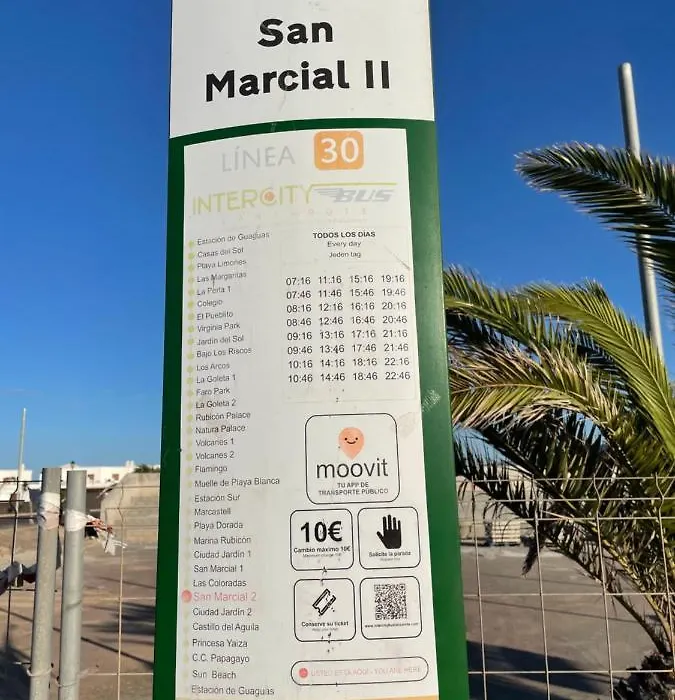 San
Marcial II
LÍNEA 30
INTERCITY BUS
Estación de Guaguas
Casas del Sol
Playa Limones
Las Margaritas
La Perla 1
Colegio
El Pueblito
Virginia Park
Jardín del Sol
Bajo Los Riscos
Los Arcos
La Goleta 1
Faro Park
La Goleta 2
Rubicón Palace
Natura Palace
Volcanes 1
Volcanes 2
Flamingo
Muelle de Playa Blanca
Estación Sur
Marcastell
Playa Dorada
Marina Rubicón
Ciudad Jardín 1
San Marcial 1
Las Coloradas
San Marcial 2
Ciudad Jardín 2
Castillo del Aguila
Princesa Yaiza
C.C. Papagayo
Sun Beach
Estación de Guaguas
TODOS LOS DÍAS
Every day
Jeden tag
07:16 11:16 15:16 19:16
07:46 11:46 15:46 19:46
08:16 12:16 16:16 20:16
08:46 12:46 16:46 20:46
09:16 13:16 17:16 21:16
09:46 13:46 17:46 21:46
10:16 14:16 18:16 22:16
10:46 14:46 18:46 22:46
moovit
TU APP DE
TRANSPORTE PÚBLICO
10€
Cambio máximo 10€
Solicite la parada
Conserve su ticket
USTED ESTÁ AQUÍ - YOU ARE HERE